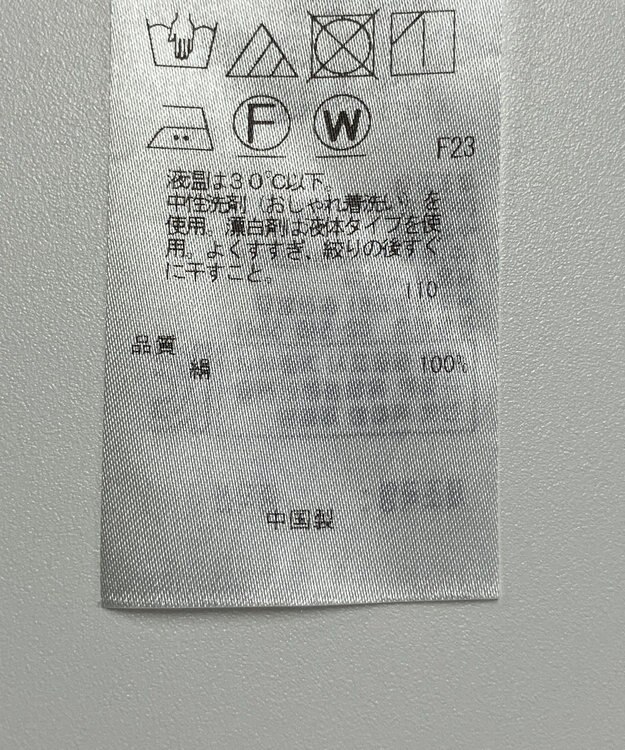 F W
F23
液温は30℃以下。
中性洗剤（おしゃれ着洗い）を
使用。漂白剤は液体タイプを使
用。よくすすぎ、絞りの後すぐ
に干すこと。
110
品質
絹 100%
中国製